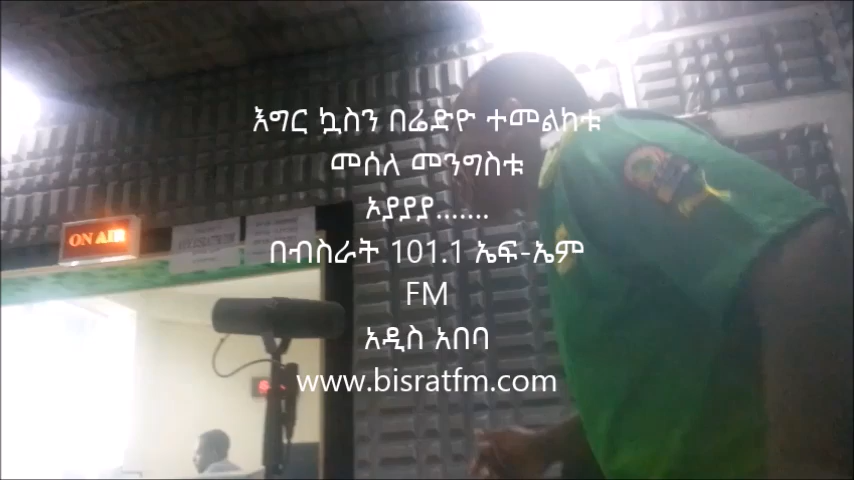 ON AIR
እግር ኳስን በሬድዮ ተመልከቱ
መሰለ መንግስቱ
ኦያያያ.......
በብስራት 101.1 ኤፍ-ኤም
FM
አዲስ አበባ
www.bisratfm.com